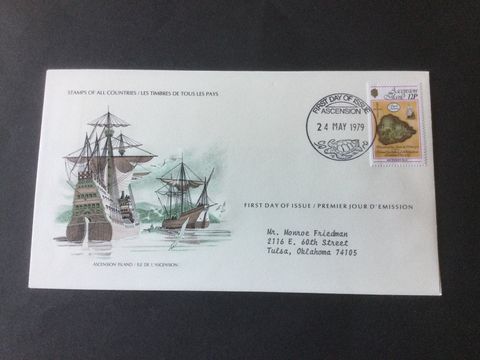 STAMPS OF ALL COUNTRIES / LES TIMBRES DE TOUS LES PAYS
FIRST DAY OF ISSUE
ASCENSION
24 MAY 1979
Ascension
Island 12P
FIRST DAY OF ISSUE / PREMIER JOUR D'EMISSION
Mr. Monroe Friedman
2116 E. 60th Street
Tulsa, Oklahoma 74105
ASCENSION ISLAND / ILE DE L'ASCENSION